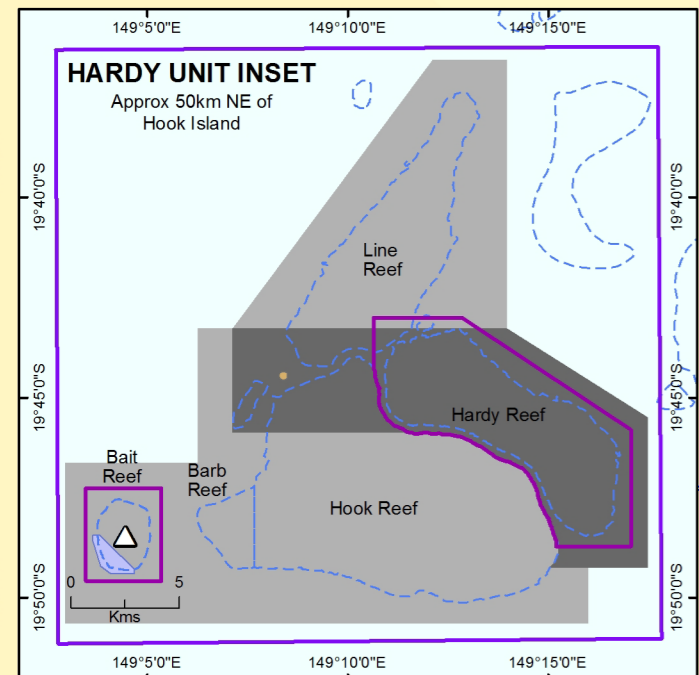 149°5'0"E
149°10'0"E
149°15'0"E
HARDY UNIT INSET
Approx 50km NE of
Hook Island
19°40'0"S
19°40'0"S
Line
Reef
19°45'0"S
19°45'0"S
Hardy Reef
Bait
Reef
Barb
Reef
Hook Reef
0
5
Kms
19°50'0"S
19°50'0"S
149°5'0"E
149°10'0"E
149°15'0"E